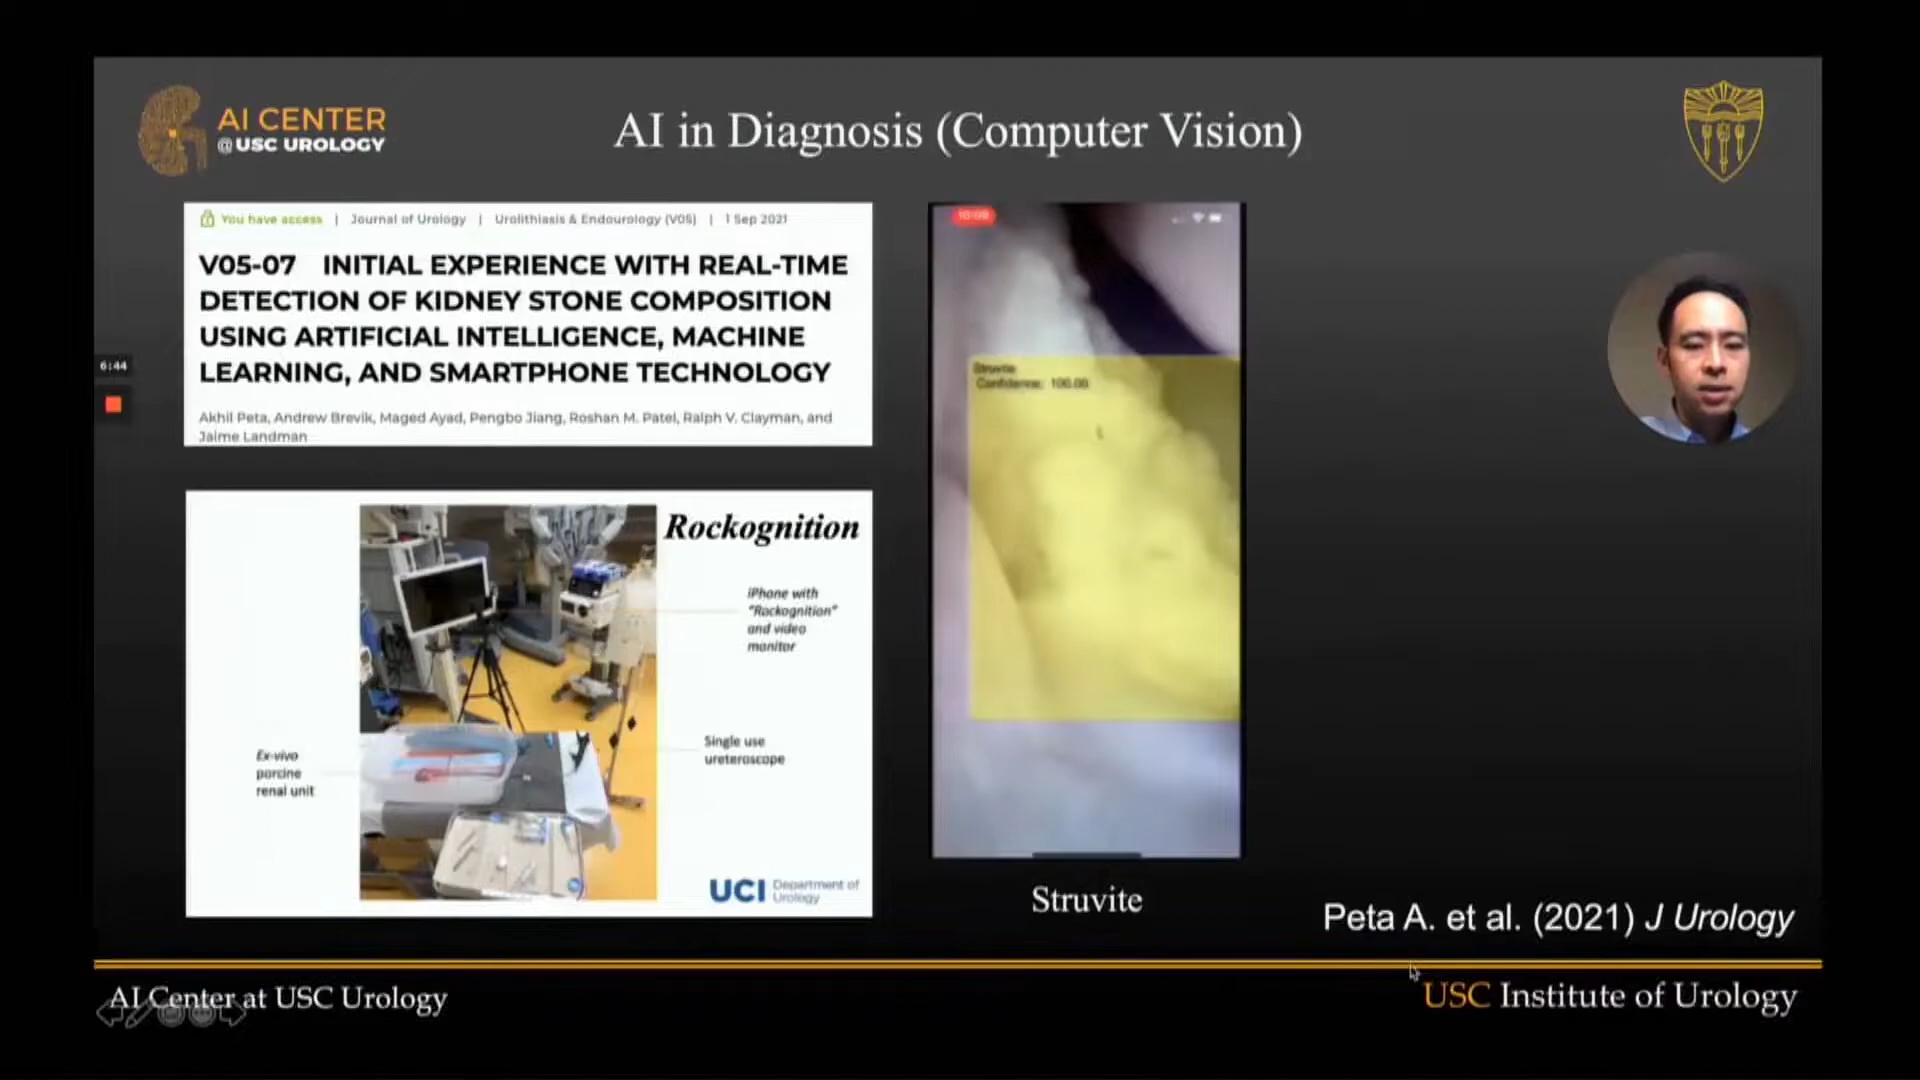 AI CENTER
@USC UROLOGY
AI in Diagnosis (Computer Vision)
You have access | Journal of Urology | Urolithiasis & Endourology (V05) | 1 Sep 2021
V05-07 INITIAL EXPERIENCE WITH REAL-TIME
DETECTION OF KIDNEY STONE COMPOSITION
USING ARTIFICIAL INTELLIGENCE, MACHINE
LEARNING, AND SMARTPHONE TECHNOLOGY
Akhil Peta, Andrew Brevik, Maged Ayad, Pengbo Jiang, Roshan M. Patel, Ralph V. Clayman, and
Jaime Landman
6:44
10:09
Struvite
Confidence: 100.00
Rockognition
iPhone with
"Rockognition"
and video
monitor
Single use
ureteroscope
Ex-vivo
porcine
renal unit
UCI Department of
Urology
Struvite
Peta A. et al. (2021) J Urology
AI Center at USC Urology
USC Institute of Urology